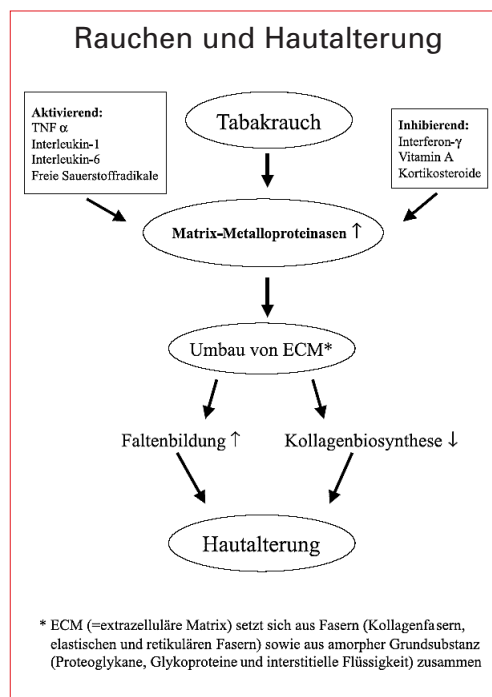 Rauchen und Hautalterung
Aktivierend:
TNF α
Interleukin-1
Interleukin-6
Freie Sauerstoffradikale
Tabakrauch
Inhibierend:
Interferon-γ
Vitamin A
Kortikosteroide
Matrix-Metalloproteinasen ↑
Umbau von ECM*
Faltenbildung ↑
Kollagenbiosynthese ↓
Hautalterung
* ECM (=extrazelluläre Matrix) setzt sich aus Fasern (Kollagenfasern,
elastischen und retikulären Fasern) sowie aus amorpher Grundsubstanz
(Proteoglykane, Glykoproteine und interstitielle Flüssigkeit) zusammen